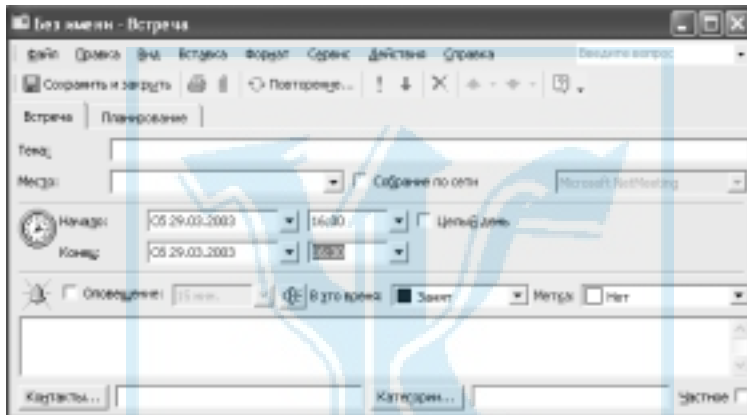 Без имени - Встреча
Файл Правка Вид Вставка Формат Сервис Действия Справка Введите вопрос
Сохранить и закрыть Повторение...
Встреча Планирование
Тема:
Место: Собрание по сети Microsoft NetMeeting
Начало: Сб 29.03.2003 16:00 Целый день
Конец: Сб 29.03.2003
Оповещение: 15 мин. В это время: Занят Метка: Нет
Контакты... Категории... Частное